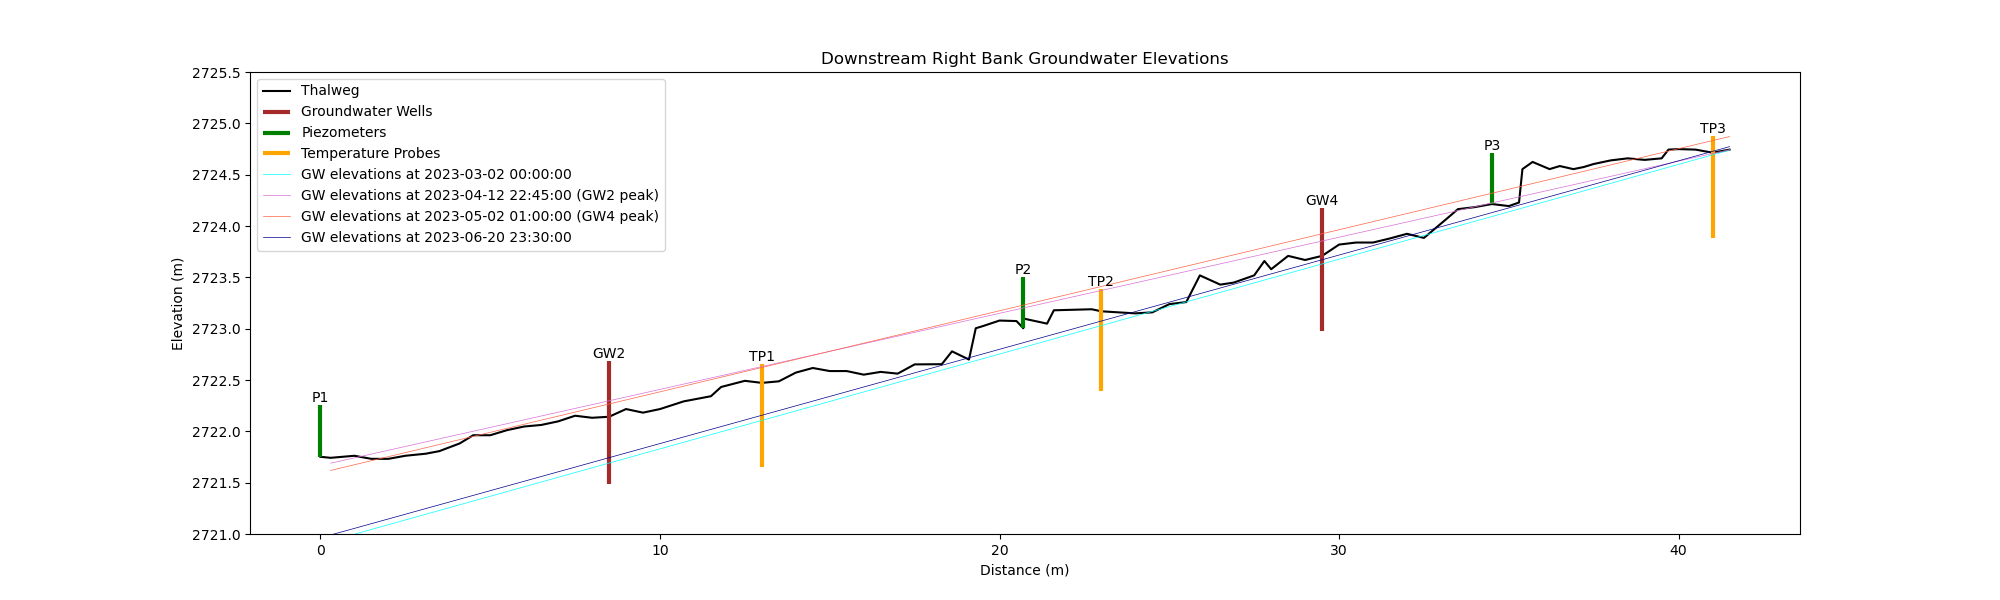 Downstream Right Bank Groundwater Elevations
2725.5
2725.0
2724.5
2724.0
2723.5
2723.0
2722.5
2722.0
2721.5
2721.0
Elevation (m)
Thalweg
Groundwater Wells
Piezometers
Temperature Probes
GW elevations at 2023-03-02 00:00:00
GW elevations at 2023-04-12 22:45:00 (GW2 peak)
GW elevations at 2023-05-02 01:00:00 (GW4 peak)
GW elevations at 2023-06-20 23:30:00
P1
GW2
TP1
P2
TP2
GW4
P3
TP3
0 10 20 30 40
Distance (m)